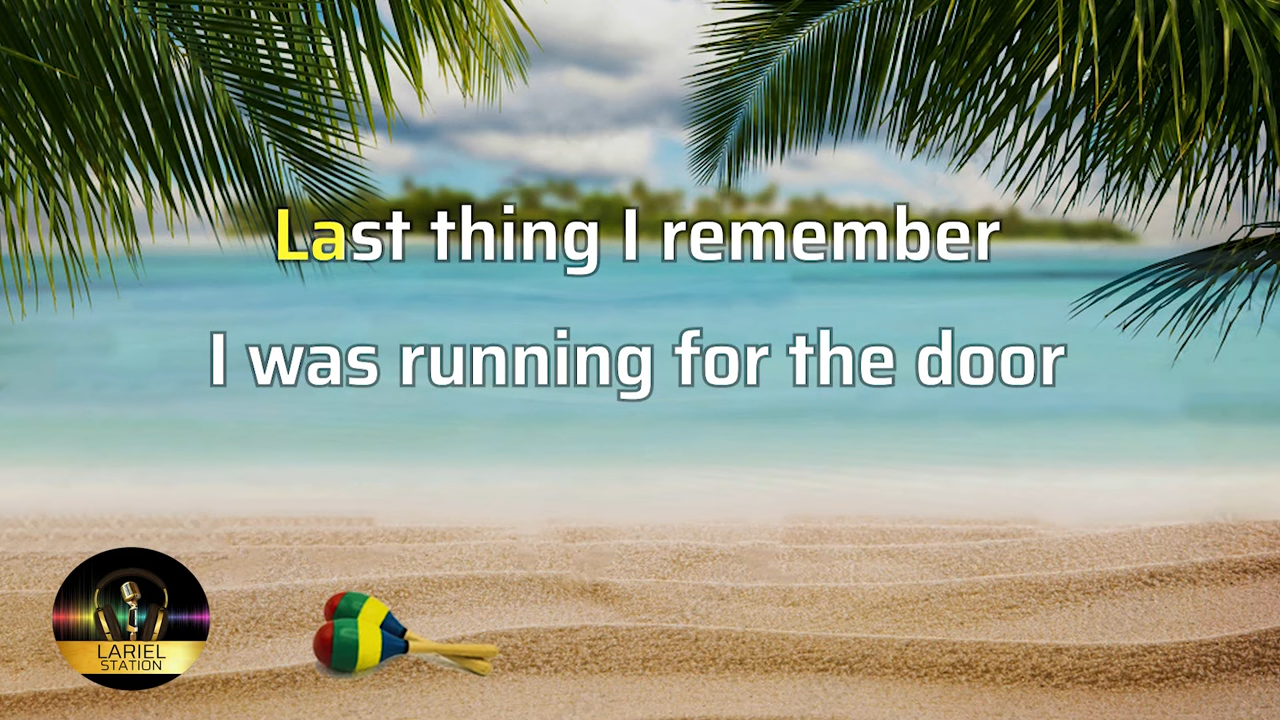 Last thing I remember
I was running for the door
LARIEL
STATION